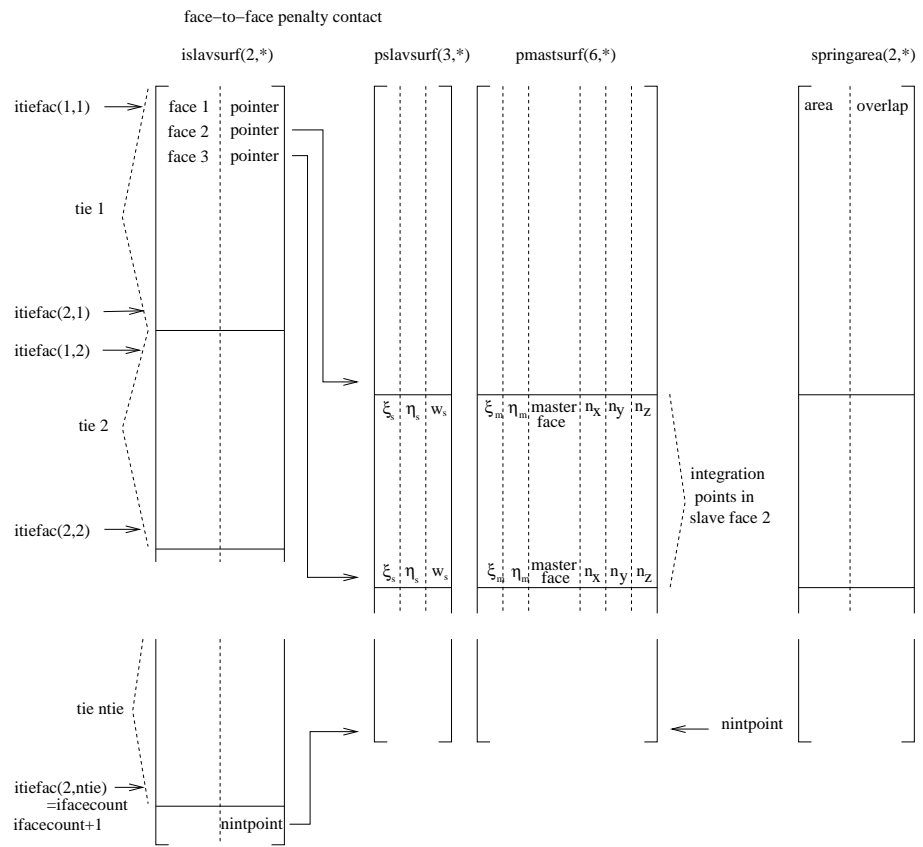 face−to−face penalty contact
islavsurf(2,*) pslavsurf(3,*) pmastsurf(6,*) springarea(2,*)
itiefac(1,1) face 1 pointer area overlap
face 2 pointer
face 3 pointer
tie 1
itiefac(2,1)
itiefac(1,2)
ξs ηs ws ξm ηm master face nx ny nz
tie 2
integration
points in
slave face 2
itiefac(2,2)
ξs ηs ws ξm ηm master face nx ny nz
tie ntie
nintpoint
itiefac(2,ntie)
=ifacecount
ifacecount+1 nintpoint